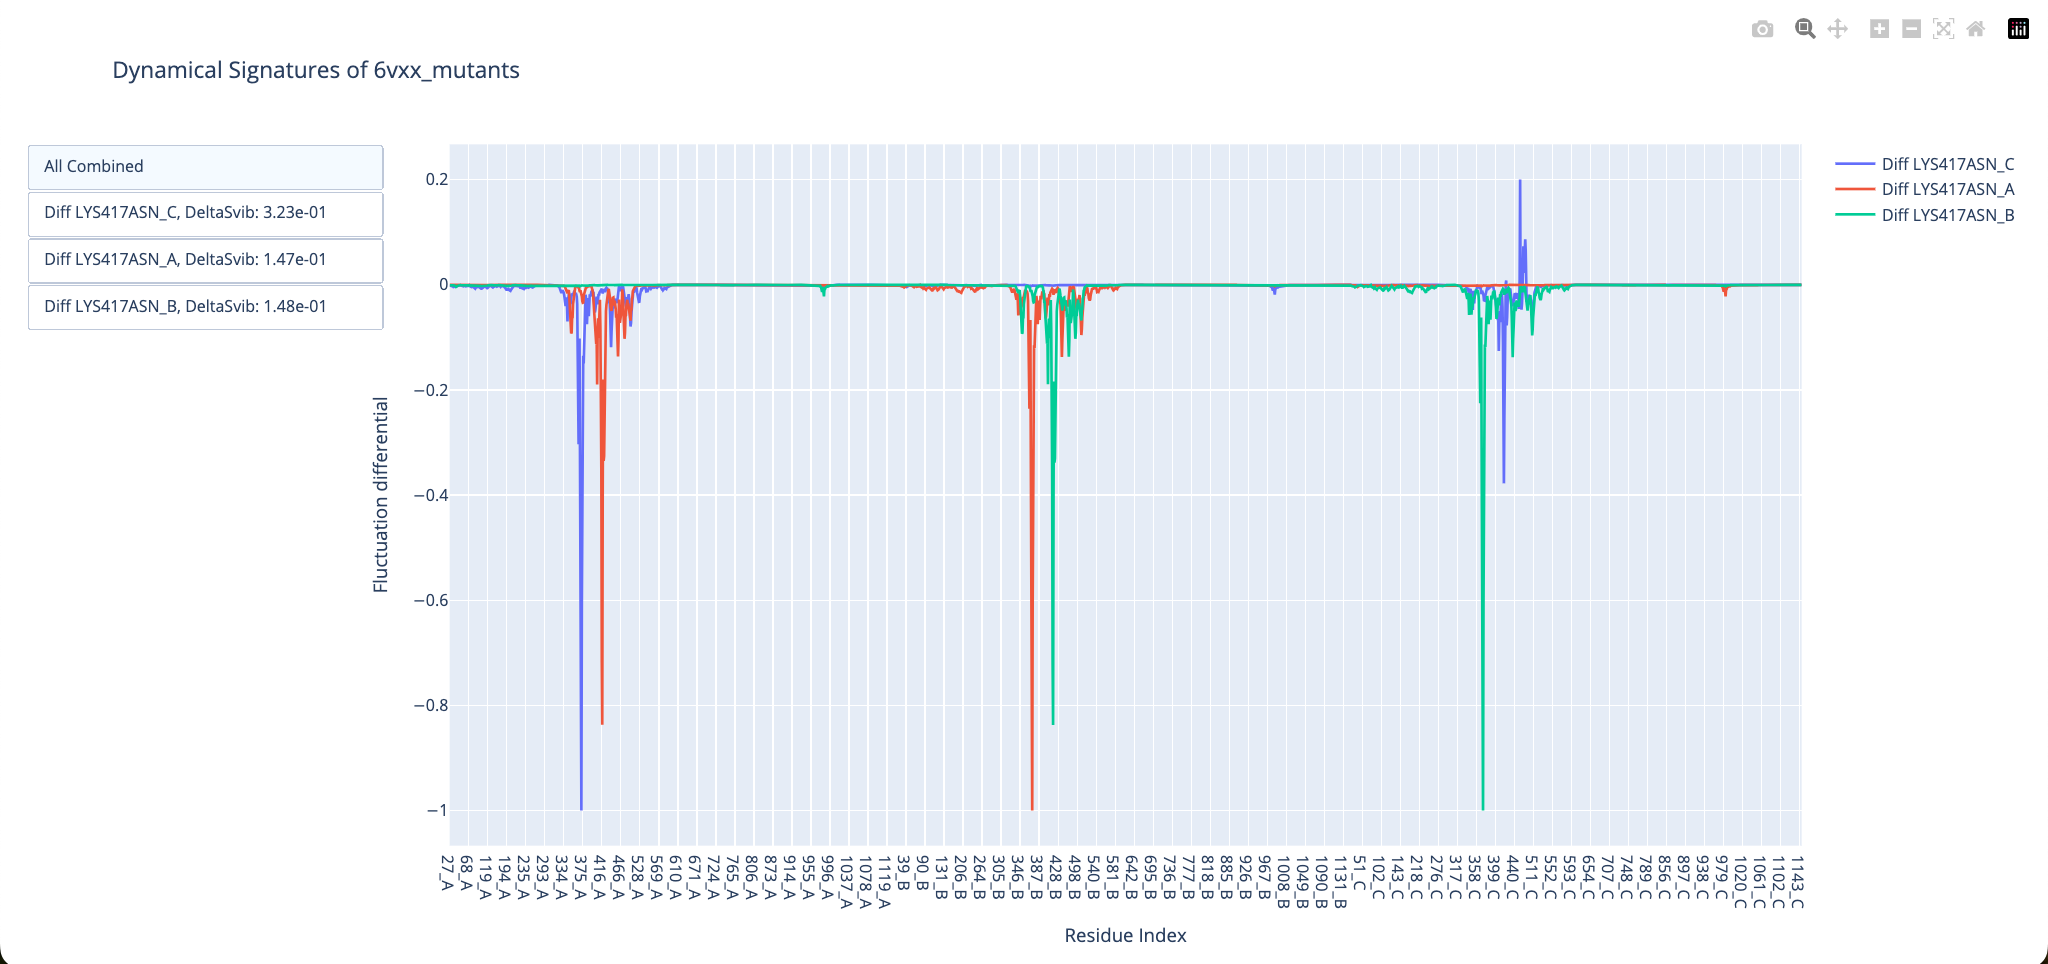 Dynamical Signatures of 6vxx_mutants
All Combined
Diff LYS417ASN_C, DeltaSvib: 3.23e-01
Diff LYS417ASN_A, DeltaSvib: 1.47e-01
Diff LYS417ASN_B, DeltaSvib: 1.48e-01
Diff LYS417ASN_C
Diff LYS417ASN_A
Diff LYS417ASN_B
0.2
0
−0.2
−0.4
−0.6
−0.8
−1
Fluctuation differential
27_A
68_A
119_A
194_A
235_A
293_A
334_A
375_A
416_A
466_A
528_A
569_A
610_A
671_A
724_A
765_A
806_A
873_A
914_A
955_A
996_A
1037_A
1078_A
1119_A
39_B
90_B
131_B
206_B
264_B
305_B
346_B
387_B
428_B
498_B
540_B
581_B
642_B
695_B
736_B
777_B
818_B
885_B
926_B
967_B
1008_B
1049_B
1090_B
1131_B
51_C
102_C
143_C
218_C
276_C
317_C
358_C
399_C
440_C
511_C
552_C
593_C
654_C
707_C
748_C
789_C
856_C
897_C
938_C
979_C
1020_C
1061_C
1102_C
1143_C
Residue Index